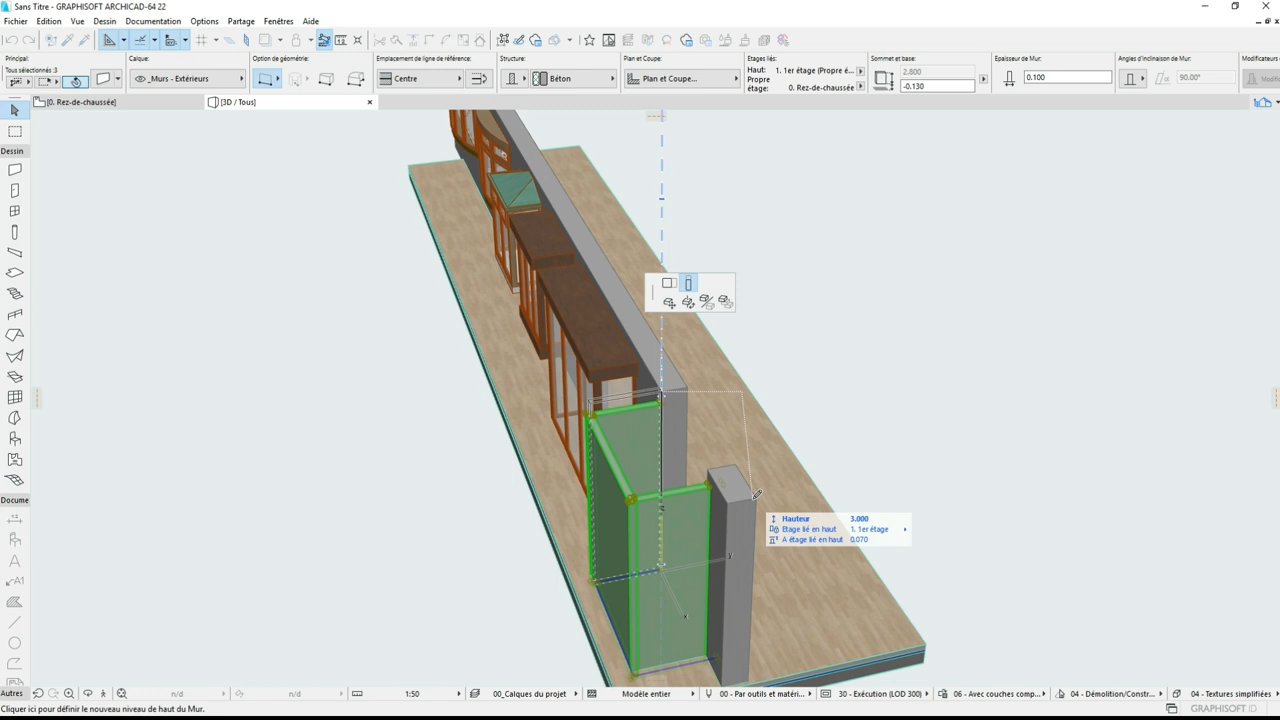 Sans Titre - GRAPHISOFT ARCHICAD-64 22
Fichier Edition Vue Dessin Documentation Options Partage Fenêtres Aide
Principal: Calque: Option de géométrie: Emplacement de ligne de référence: Structure: Plan et Coupe: Etages liés: Sommet et base: Epaisseur de Mur: Angles d'inclinaison de Mur: Modificateurs
Tous sélectionnés :3
Haut: 1. 1er étage (Propre é...
2.800
_Murs - Extérieurs Centre Béton Plan et Coupe... 0.100 90.00°
Propre étage: 0. Rez-de-chaussée
-0.130
[0. Rez-de-chaussée] [3D / Tous]
Dessin
Hauteur 3.000
Etage lié en haut 1. 1er étage
A étage lié en haut 0.070
y
x
z
Docume
A
A1
Autres
n/d n/d 1:50 00_Calques du projet Modèle entier 00 - Par outils et matéri... 30 - Exécution (LOD 300) 06 - Avec couches comp... 04 - Démolition/Constr... 04 - Textures simplifiées
Cliquer ici pour définir le nouveau niveau de haut du Mur.
GRAPHISOFT ID